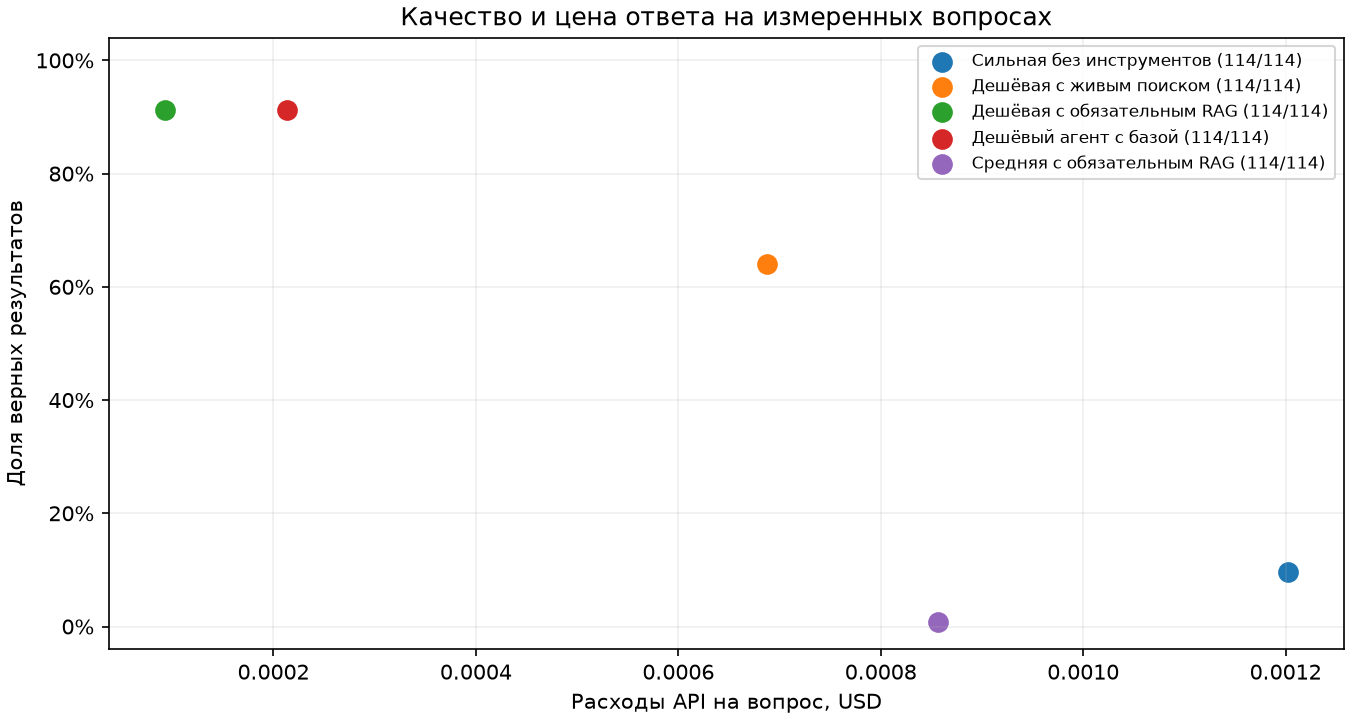 Качество и цена ответа на измеренных вопросах
Сильная без инструментов (114/114)
Дешёвая с живым поиском (114/114)
Дешёвая с обязательным RAG (114/114)
Дешёвый агент с базой (114/114)
Средняя с обязательным RAG (114/114)
Доля верных результатов
100%
80%
60%
40%
20%
0%
0.0002 0.0004 0.0006 0.0008 0.0010 0.0012
Расходы API на вопрос, USD